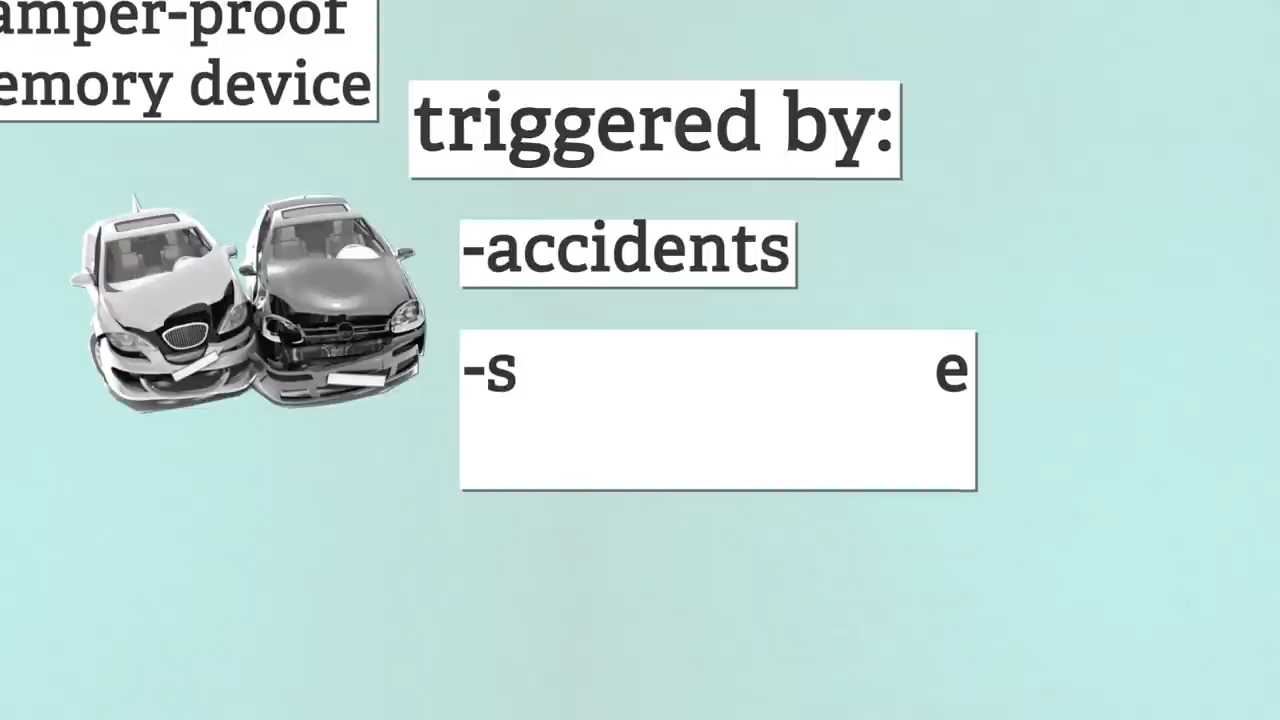 amper-proof
emory device
triggered by:
-accidents
-s e